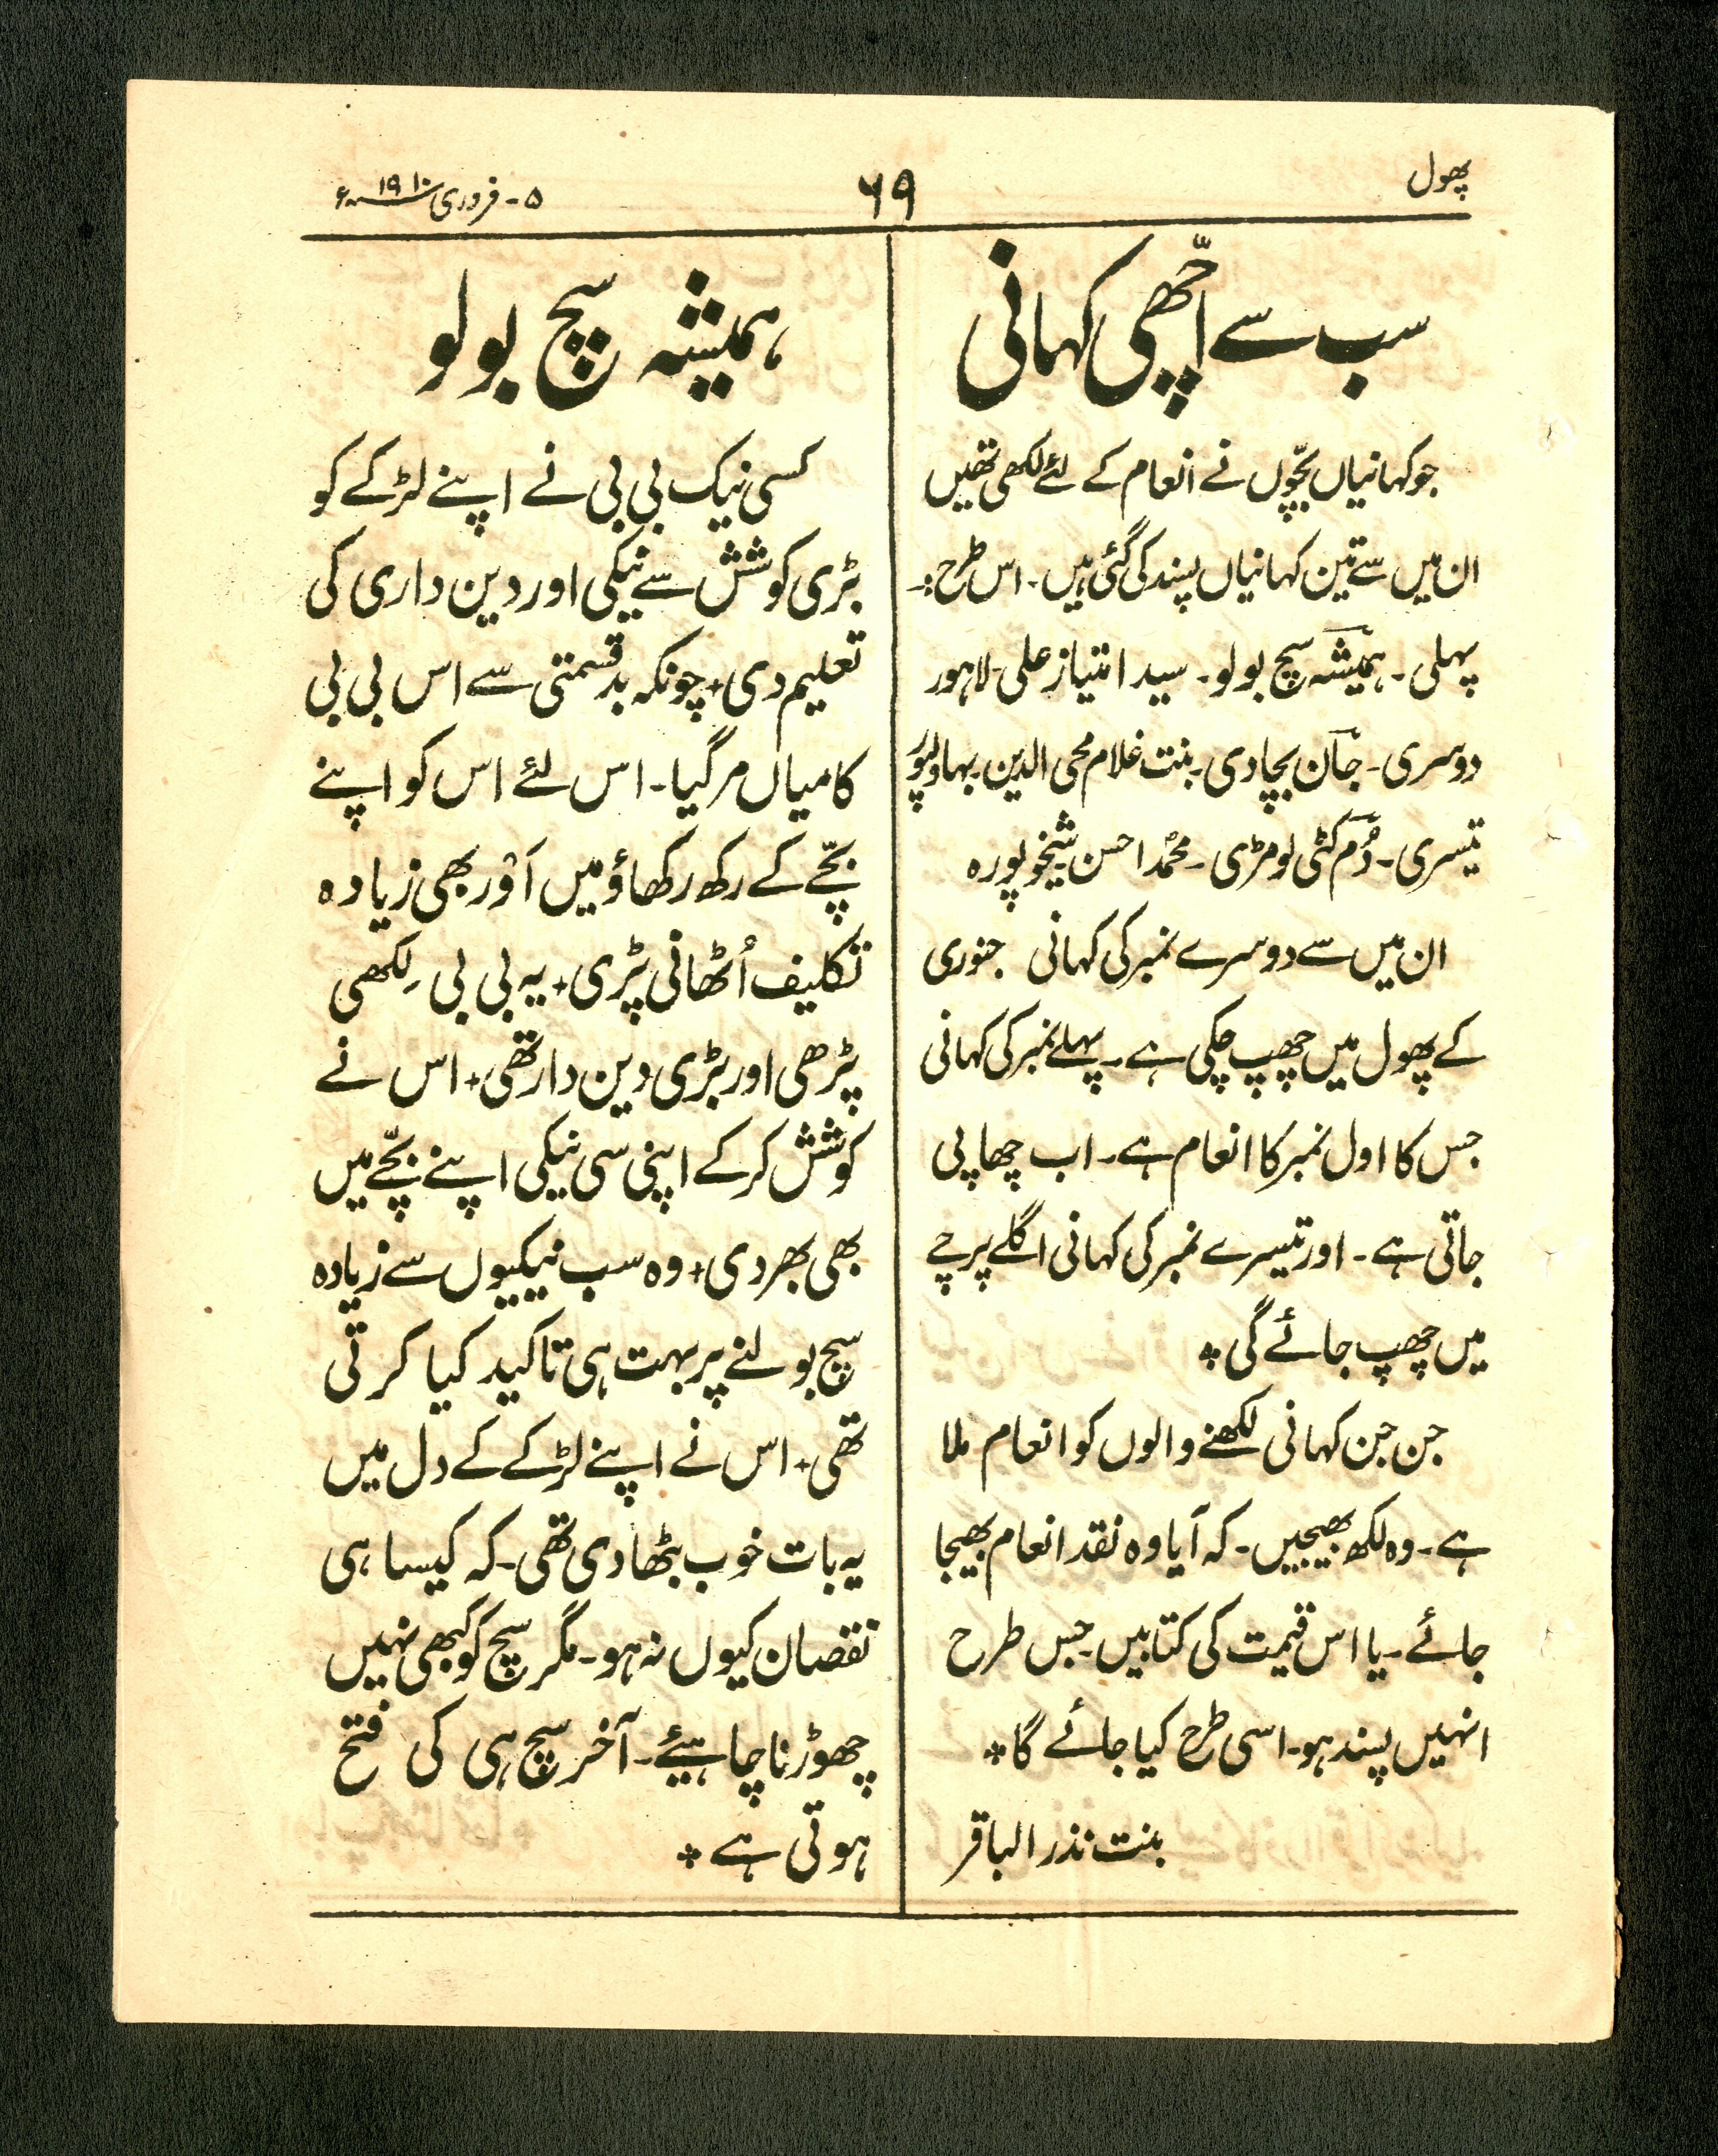 پھول
۶۹
۵۔ فروری ۱۹۱۰ء
سب سے اچّھی کہانی
جو کہانیاں بچّوں نے انعام کے لئے لکھی تھیں
ان میں سے تین کہانیاں پسند کی گئی ہیں۔ اس طرح:۔
پہلی۔ ہمیشہ سچ بولو۔ سید امتیاز علی لاہور
دوسری۔ جان بچا دی۔ بنت غلام محی الدین بہاولپور
تیسری۔ دُم کٹی لومڑی۔ محمّد احسن شیخوپورہ
ان میں سے دوسرے نمبر کی کہانی جنوری
کے پھول میں چھپ چکی ہے۔ پہلے نمبر کی کہانی
جس کا اول نمبر کا انعام ہے۔ اب چھاپی
جاتی ہے۔ اور تیسرے نمبر کی کہانی اگلے پرچے
میں چھپ جائے گی *
جن جن کہانی لکھنے والوں کو انعام ملا
ہے۔ وہ لکھ بھیجیں۔ کہ آیا وہ نقد انعام بھیجا
جائے۔ یا اس قیمت کی کتابیں۔ جس طرح
انہیں پسند ہو۔ اسی طرح کیا جائے گا *
بنت نذر الباقر
ہمیشہ سچ بولو
کسی نیک بی بی نے اپنے لڑکے کو
بڑی کوشش سے نیکی اور دین داری کی
تعلیم دی + چونکہ بدقسمتی سے اس بی بی
کا میاں مر گیا۔ اس لئے اس کو اپنے
بچّے کے رکھ رکھاؤ میں اَوْر بھی زیادہ
تکلیف اُٹھانی پڑی + یہ بی بی لِکھی
پڑھی اور بڑی دین دار تھی + اس نے
کوشش کر کے اپنی سی نیکی اپنے بچّے میں
بھی بھر دی + وہ سب نیکیوں سے زیادہ
سچ بولنے پر بہت ہی تاکید کیا کرتی
تھی + اس نے اپنے لڑکے کے دل میں
یہ بات خوب بٹھا دی تھی۔ کہ کیسا ہی
نقصان کیوں نہ ہو۔ مگر سچ کو کبھی نہیں
چھوڑنا چاہیئے۔ آخر سچ ہی کی فتح
ہوتی ہے *